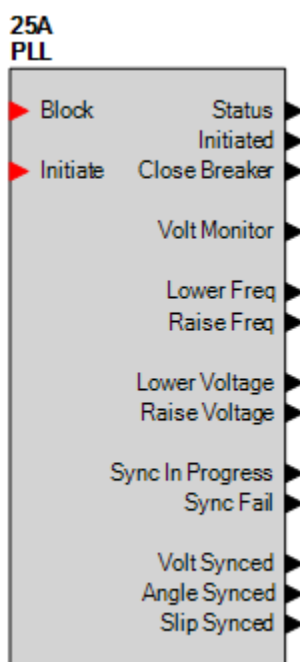 25A
PLL
Block Status
Initiated
Initiate Close Breaker
Volt Monitor
Lower Freq
Raise Freq
Lower Voltage
Raise Voltage
Sync In Progress
Sync Fail
Volt Synced
Angle Synced
Slip Synced